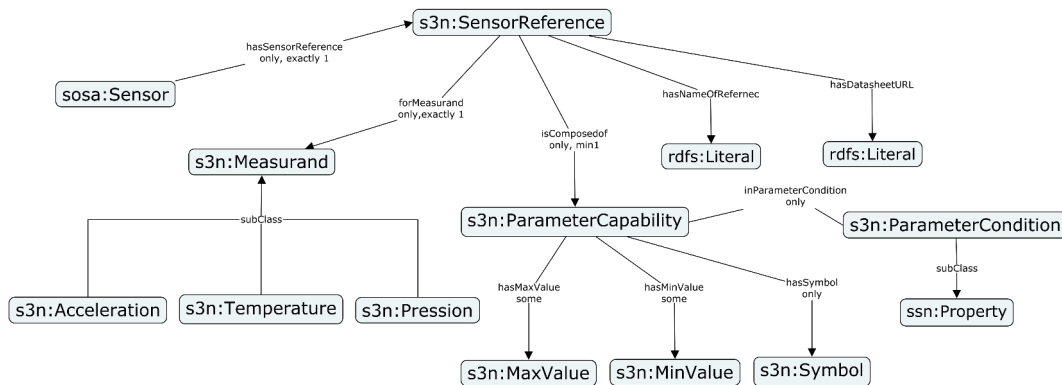 s3n:SensorReference
hasSensorReference
only, exactly 1
sosa:Sensor
hasDatasheetURL
hasNameOfRefernec
forMeasurand
only,exactly 1
isComposedof
only, min1
s3n:Measurand
rdfs:Literal
rdfs:Literal
inParameterCondition
only
subClass
s3n:ParameterCapability
s3n:ParameterCondition
subClass
hasMaxValue
some
hasMinValue
some
hasSymbol
only
s3n:Acceleration
s3n:Temperature
s3n:Pression
ssn:Property
s3n:MaxValue
s3n:MinValue
s3n:Symbol